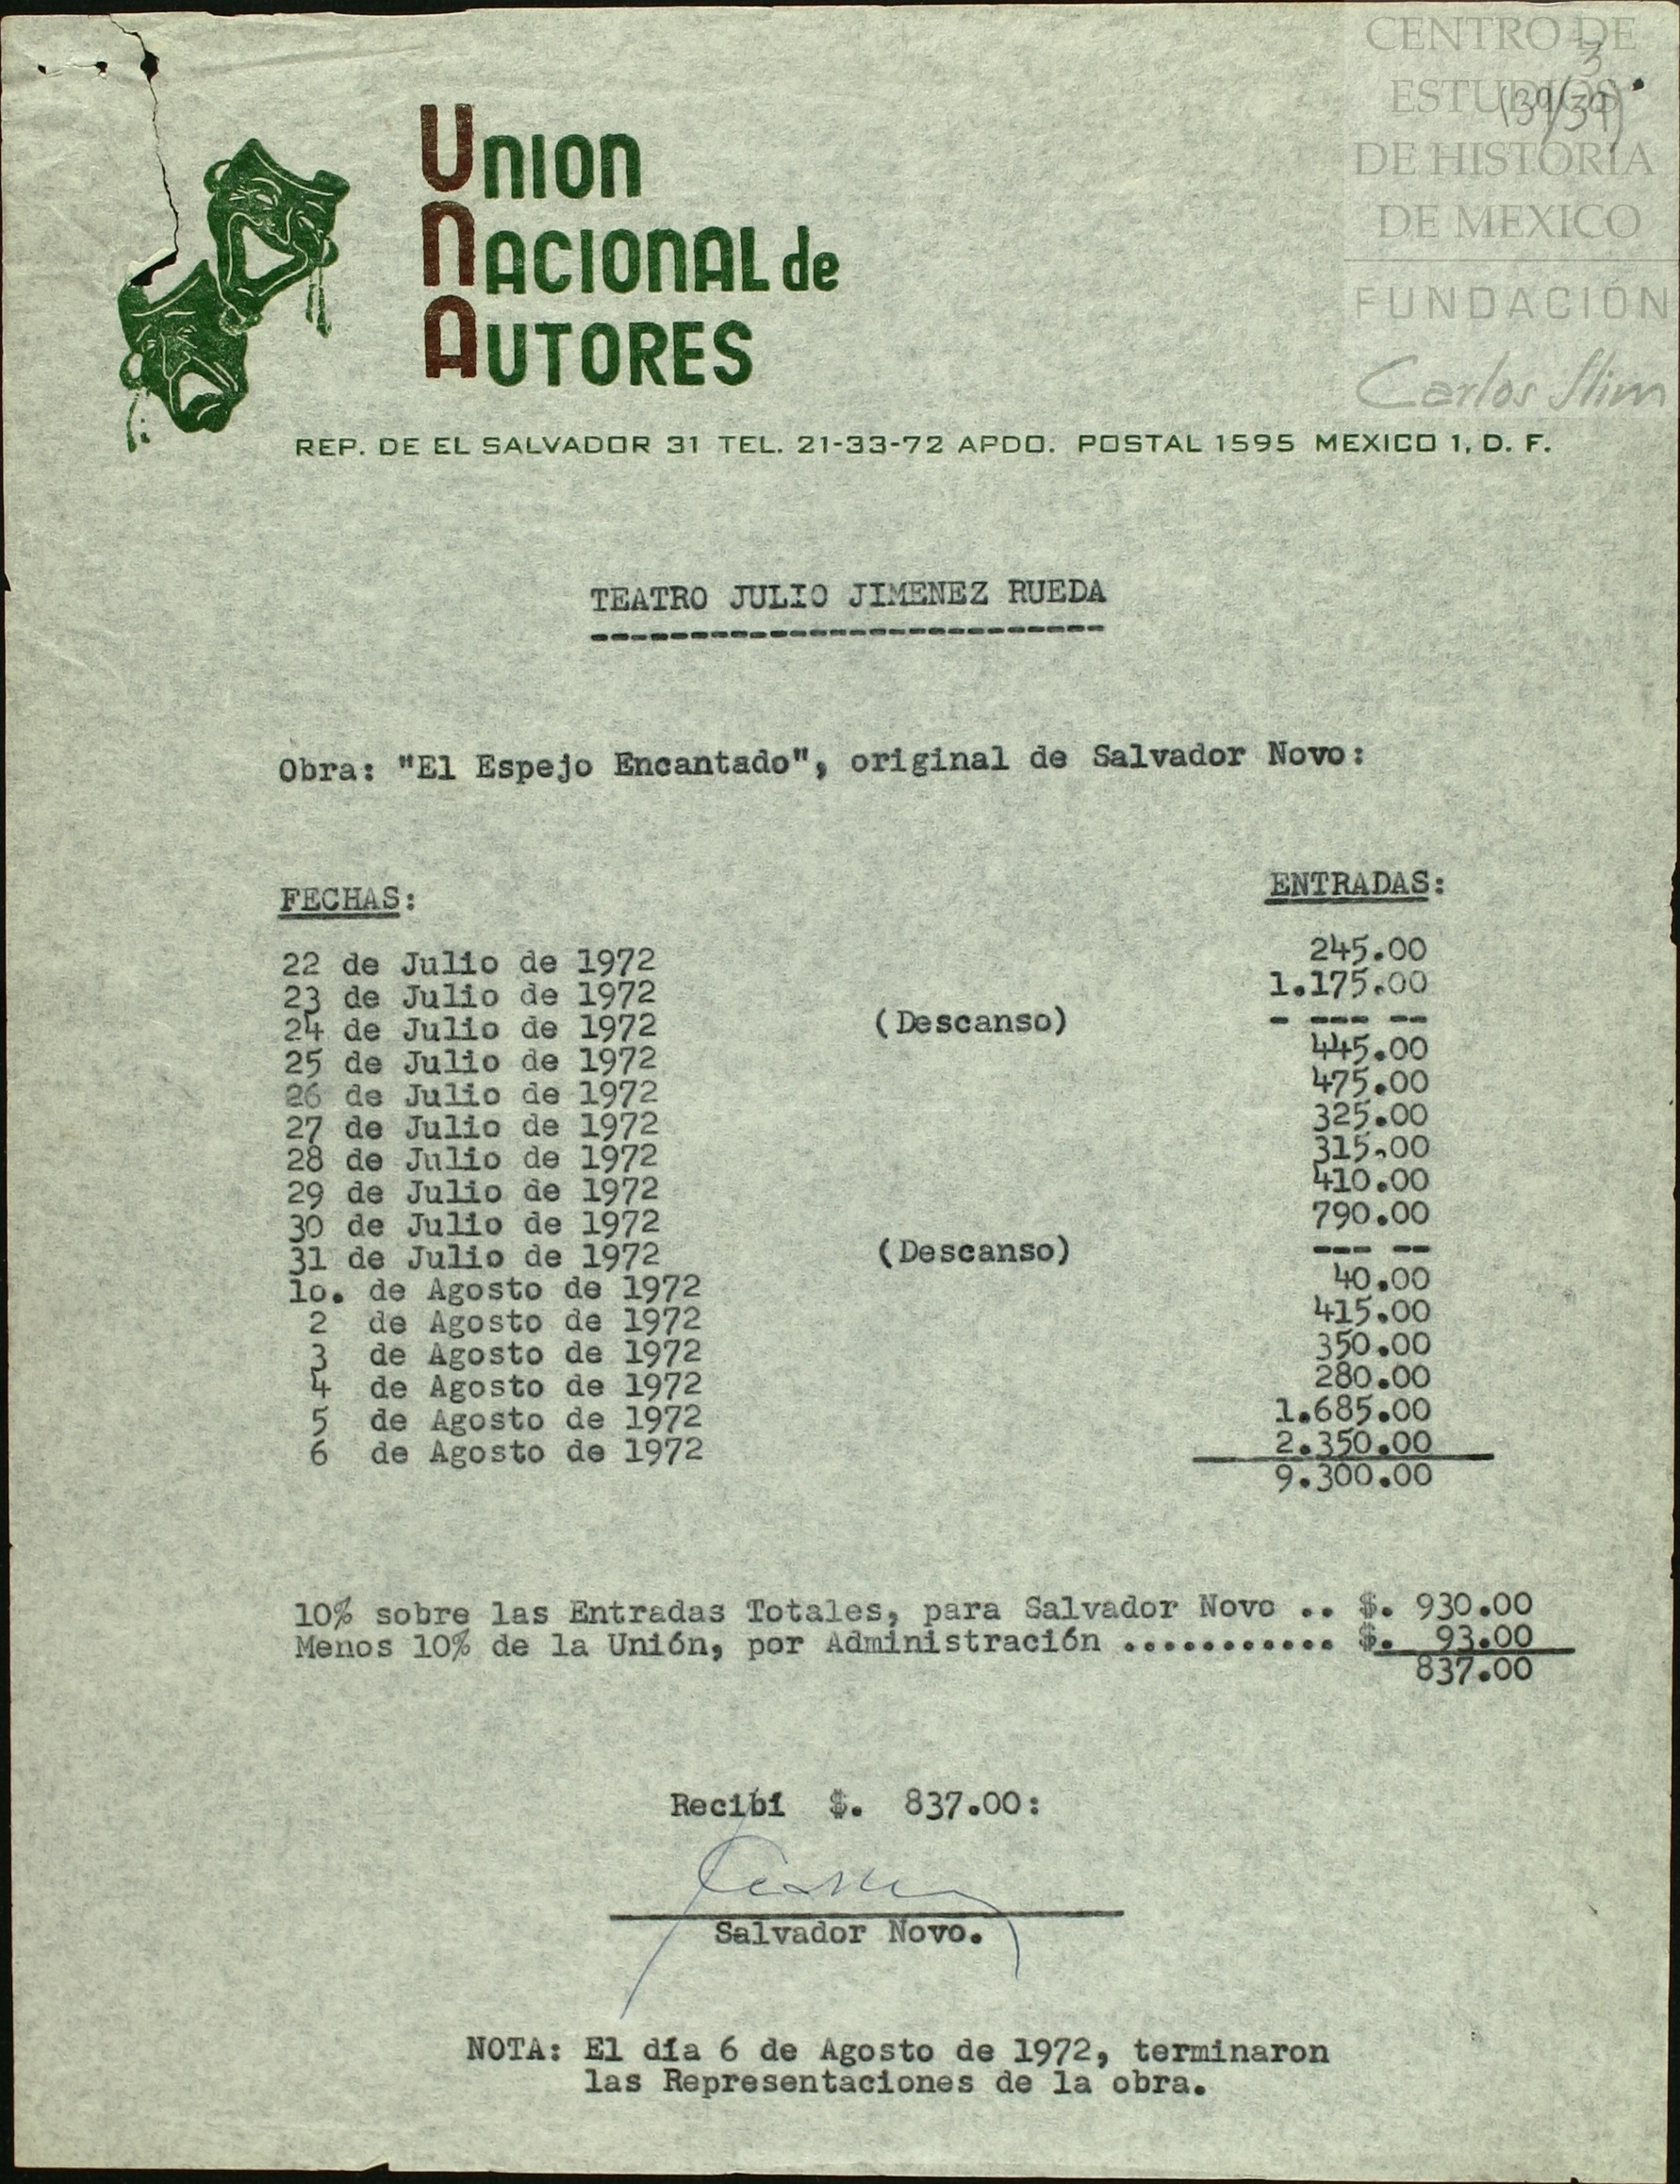 CENTRO DE
ESTUDIOS
DE HISTORIA
DE MEXICO
FUNDACIÓN
Carlos Slim
3
(39/39)
UNION
NACIONAL de
AUTORES
REP. DE EL SALVADOR 31 TEL. 21-33-72 APDO. POSTAL 1595 MEXICO 1, D. F.
TEATRO JULIO JIMENEZ RUEDA
--------------------------
Obra: "El Espejo Encantado", original de Salvador Novo:
FECHAS: ENTRADAS:
22 de Julio de 1972 245.00
23 de Julio de 1972 1.175.00
24 de Julio de 1972 (Descanso) - --- --
25 de Julio de 1972 445.00
26 de Julio de 1972 475.00
27 de Julio de 1972 325.00
28 de Julio de 1972 315.00
29 de Julio de 1972 410.00
30 de Julio de 1972 790.00
31 de Julio de 1972 (Descanso) --- --
1o. de Agosto de 1972 40.00
2 de Agosto de 1972 415.00
3 de Agosto de 1972 350.00
4 de Agosto de 1972 280.00
5 de Agosto de 1972 1.685.00
6 de Agosto de 1972 2.350.00
9.300.00
10% sobre las Entradas Totales, para Salvador Novo .. $. 930.00
Menos 10% de la Unión, por Administración ........... $. 93.00
837.00
Recibí $. 837.00:
Salvador Novo.
NOTA: El día 6 de Agosto de 1972, terminaron
las Representaciones de la obra.